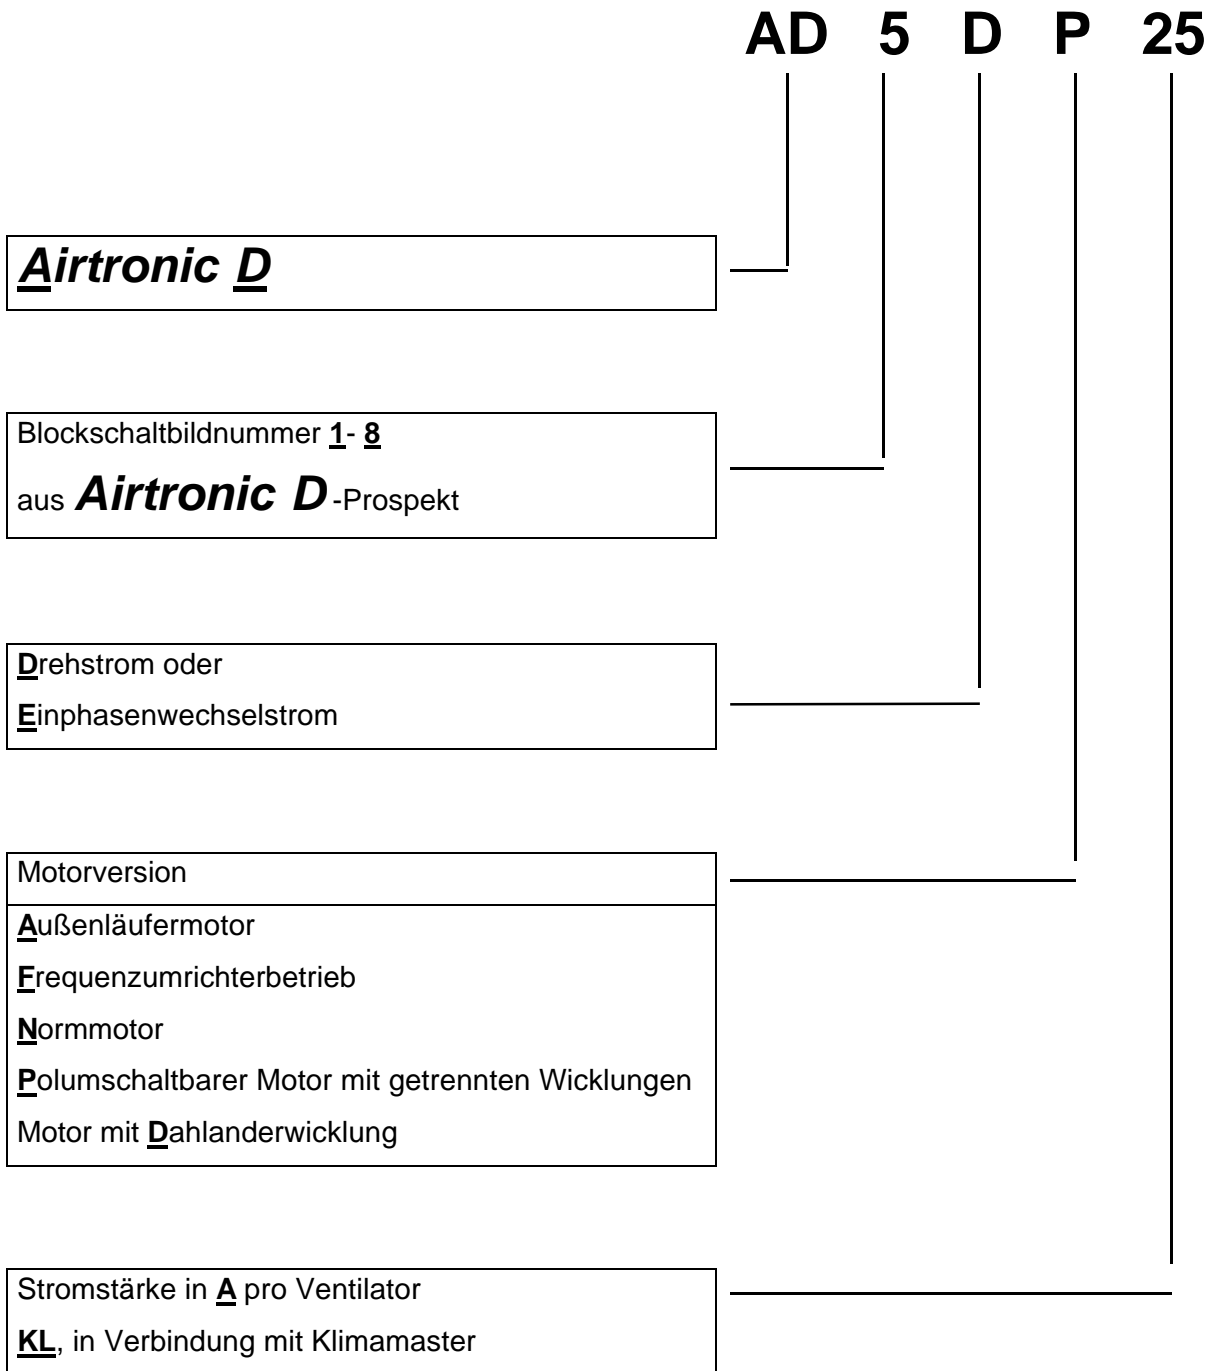 AD 5 D P 25
Airtronic D
Blockschaltbildnummer 1- 8
aus Airtronic D-Prospekt
Drehstrom oder
Einphasenwechselstrom
Motorversion
Außenläufermotor
Frequenzumrichterbetrieb
Normmotor
Polumschaltbarer Motor mit getrennten Wicklungen
Motor mit Dahlanderwicklung
Stromstärke in A pro Ventilator
KL, in Verbindung mit Klimamaster